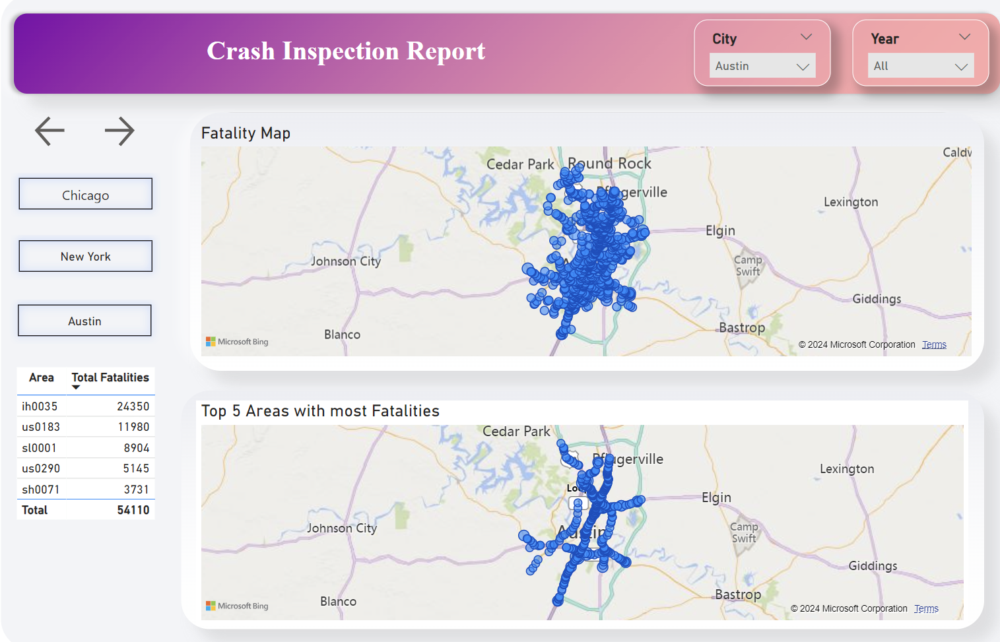 Crash Inspection Report
City
Austin
Year
All
Chicago
New York
Austin
Area Total Fatalities
ih0035 24350
us0183 11980
sl0001 8904
us0290 5145
sh0071 3731
Total 54110
Fatality Map
Cedar Park
Round Rock
Caldw
Pflugerville
Lexington
Elgin
Johnson City
Camp
Swift
Giddings
Bastrop
Blanco
Microsoft Bing
© 2024 Microsoft Corporation Terms
Top 5 Areas with most Fatalities
Cedar Park
Pflugerville
Lexington
Elgin
Johnson City
Austin
Camp
Swift
Giddings
Bastrop
Blanco
Microsoft Bing
© 2024 Microsoft Corporation Terms